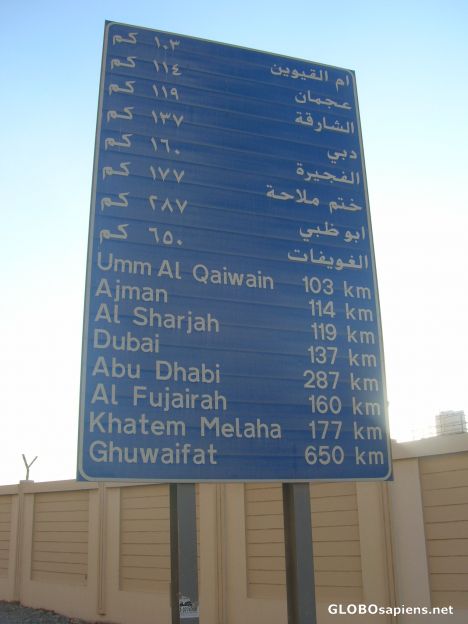 ام القيوين ١٠٣ كم
عجمان ١١٤ كم
الشارقة ١١٩ كم
دبي ١٣٧ كم
الفجيرة ١٦٠ كم
ختم ملاحة ١٧٧ كم
ابو ظبي ٢٨٧ كم
الغويفات ٦٥٠ كم
Umm Al Qaiwain 103 km
Ajman 114 km
Al Sharjah 119 km
Dubai 137 km
Abu Dhabi 287 km
Al Fujairah 160 km
Khatem Melaha 177 km
Ghuwaifat 650 km
GLOBOsapiens.net